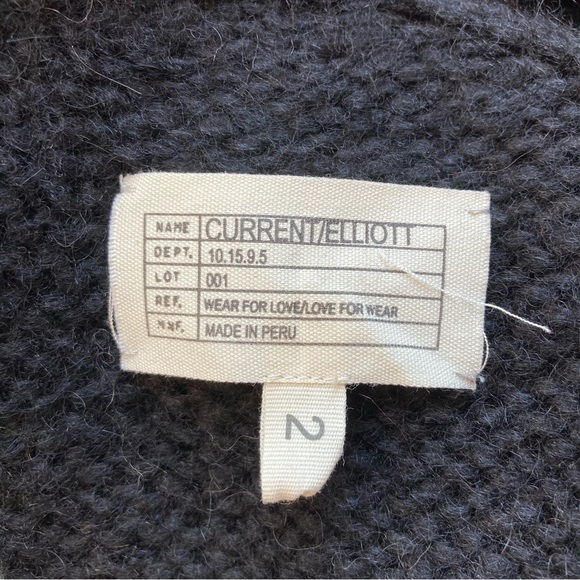 NAME CURRENT/ELLIOTT
DEPT. 10.15.9.5
LOT 001
REF. WEAR FOR LOVE/LOVE FOR WEAR
MNF. MADE IN PERU
2